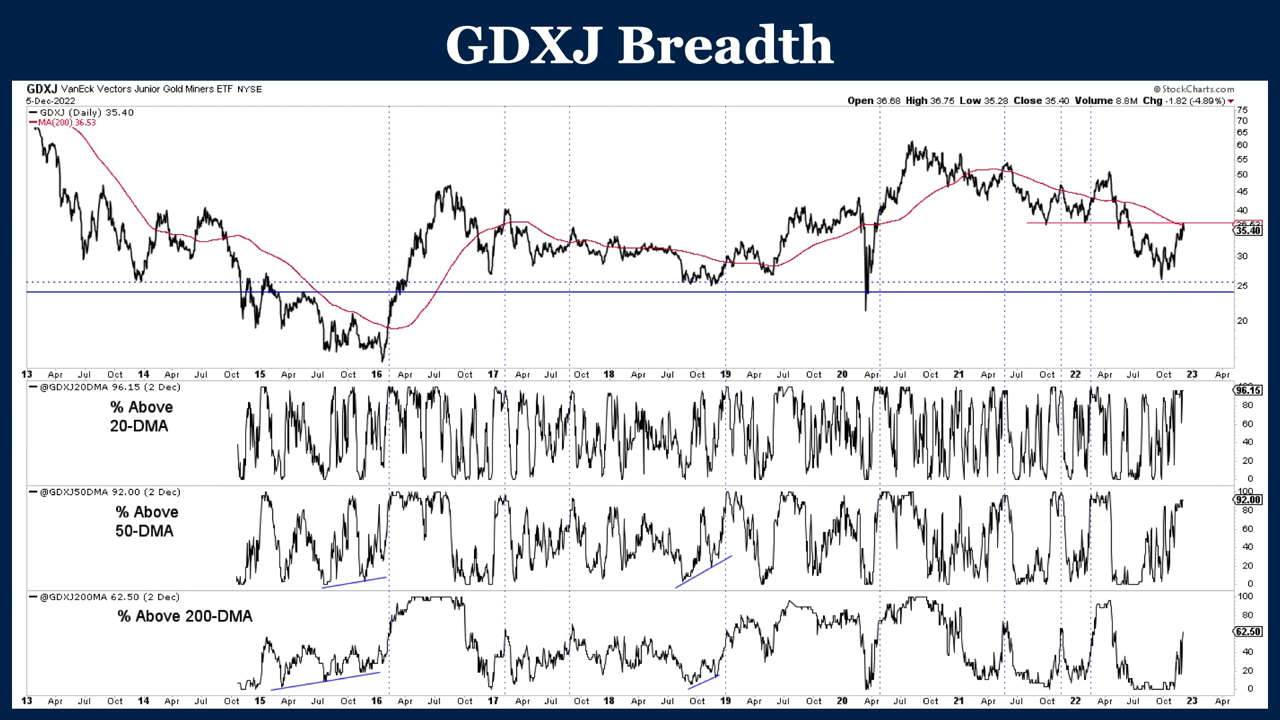 GDXJ Breadth
GDXJ VanEck Vectors Junior Gold Miners ETF NYSE
© StockCharts.com
5-Dec-2022
Open 36.68 High 36.75 Low 35.28 Close 35.40 Volume 8.8M Chg -1.82 (-4.89%)
GDXJ (Daily) 35.40
MA(200) 36.53
75
70
65
60
55
50
45
40
35.40
30
25
20
13 Apr Jul Oct 14 Apr Jul Oct 15 Apr Jul Oct 16 Apr Jul Oct 17 Apr Jul Oct 18 Apr Jul Oct 19 Apr Jul Oct 20 Apr Jul Oct 21 Apr Jul Oct 22 Apr Jul Oct 23 Apr
@GDXJ20DMA 96.15 (2 Dec)
% Above
20-DMA
96.15
80
60
40
20
0
@GDXJ50DMA 92.00 (2 Dec)
% Above
50-DMA
100
92.00
80
60
40
20
0
@GDXJ200MA 62.50 (2 Dec)
% Above 200-DMA
100
80
62.50
40
20
0
13 Apr Jul Oct 14 Apr Jul Oct 15 Apr Jul Oct 16 Apr Jul Oct 17 Apr Jul Oct 18 Apr Jul Oct 19 Apr Jul Oct 20 Apr Jul Oct 21 Apr Jul Oct 22 Apr Jul Oct 23 Apr